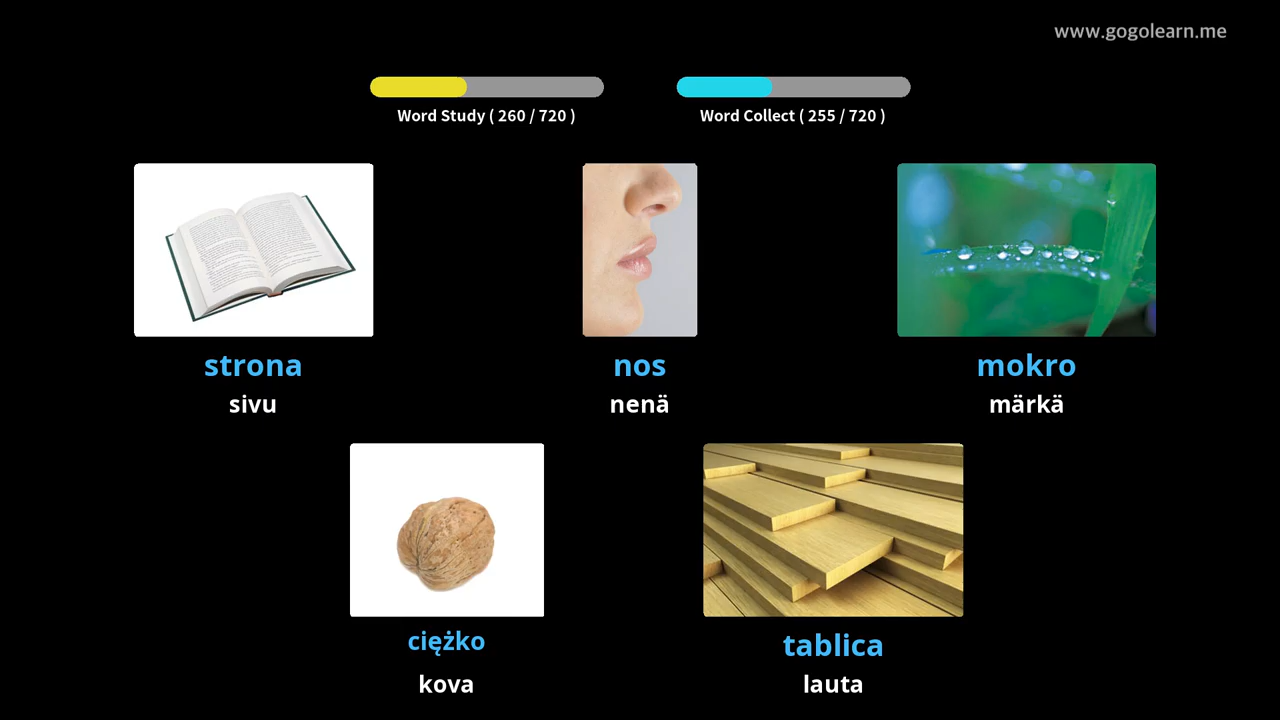 www.gogolearn.me
Word Study ( 260 / 720 )
Word Collect ( 255 / 720 )
strona
sivu
nos
nenä
mokro
märkä
ciężko
kova
tablica
lauta